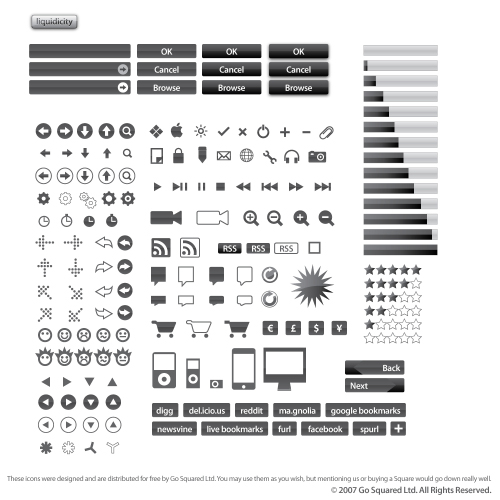 liquidicity
OK OK OK
Cancel Cancel Cancel
Browse Browse Browse
RSS RSS RSS
€ £ $ ¥
Back
Next
digg del.icio.us reddit ma.gnolia google bookmarks
newsvine live bookmarks furl facebook spurl +
These icons were designed and are distributed for free by Go Squared Ltd. You may use them as you wish, but mentioning us or buying a Square would go down really well.
© 2007 Go Squared Ltd. All Rights Reserved.